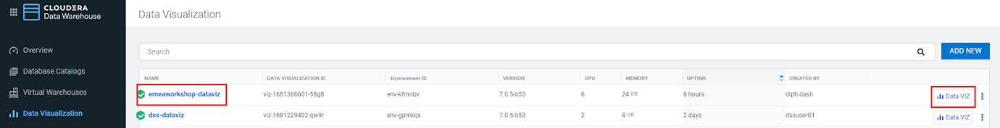 CLOUDERA
Data Warehouse
Overview
Database Catalogs
Virtual Warehouses
Data Visualization
Data Visualization
Search
ADD NEW
NAME DATA VISUALIZATION ID Environment ID VERSION CPU MEMORY UPTIME CREATED BY
emeaworkshop-dataviz viz-1681366601-58g8 env-kfmnbv 7.0.5-b53 6 24 GB 6 hours dipti.dash Data VIZ
dss-dataviz viz-1681229402-qw9r env-gpmkqx 7.0.5-b53 2 8 GB 2 days dssuser01 Data VIZ